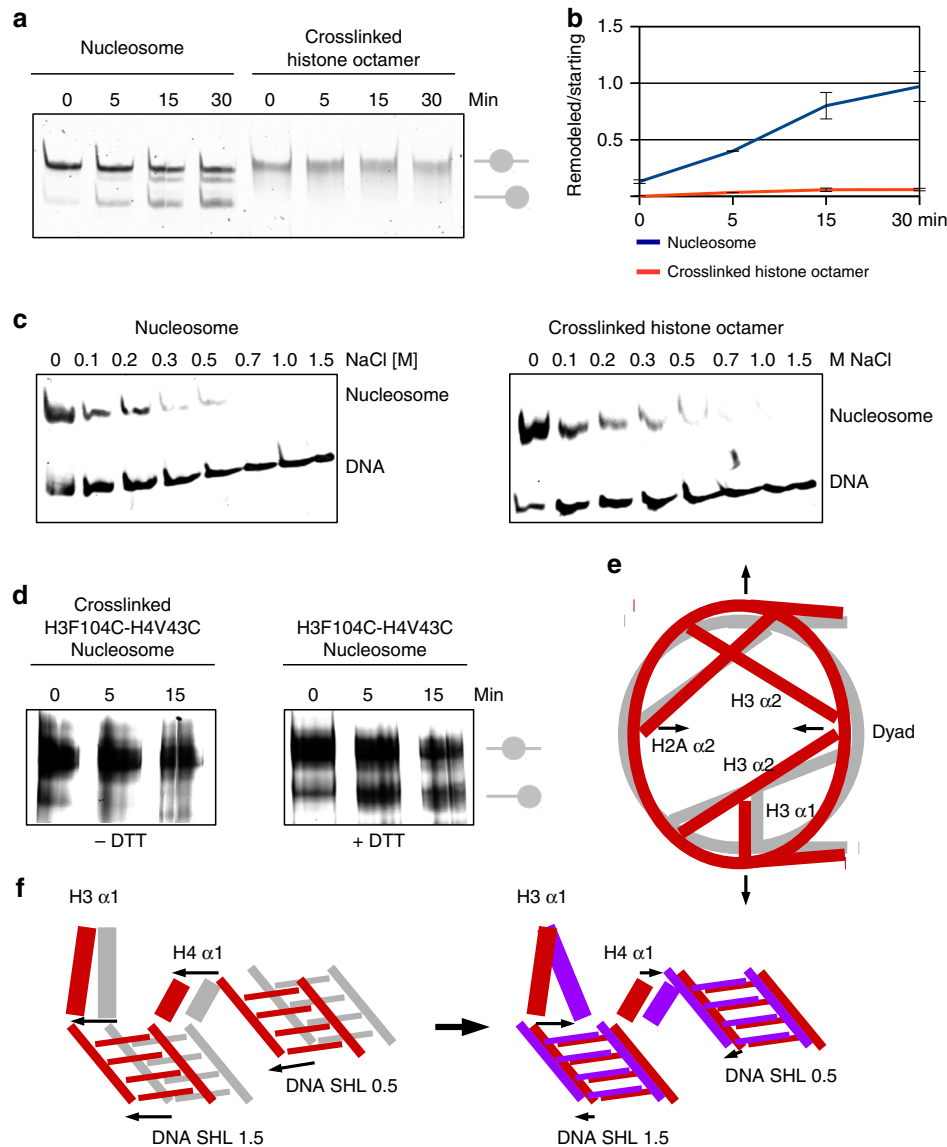 a
Nucleosome
Crosslinked
histone octamer
0 5 15 30 0 5 15 30 Min
b
Remodeled/starting
1.5
1.0
0.5
0 5 15 30 min
Nucleosome
Crosslinked histone octamer
c
Nucleosome
0 0.1 0.2 0.3 0.5 0.7 1.0 1.5 NaCl [M]
Nucleosome
DNA
Crosslinked histone octamer
0 0.1 0.2 0.3 0.5 0.7 1.0 1.5 M NaCl
Nucleosome
DNA
d
Crosslinked
H3F104C-H4V43C
Nucleosome
0 5 15
– DTT
H3F104C-H4V43C
Nucleosome
0 5 15 Min
+ DTT
e
H3 α2
H2A α2
H3 α2
H3 α1
Dyad
f
H3 α1
H4 α1
DNA SHL 0.5
DNA SHL 1.5
H3 α1
H4 α1
DNA SHL 0.5
DNA SHL 1.5